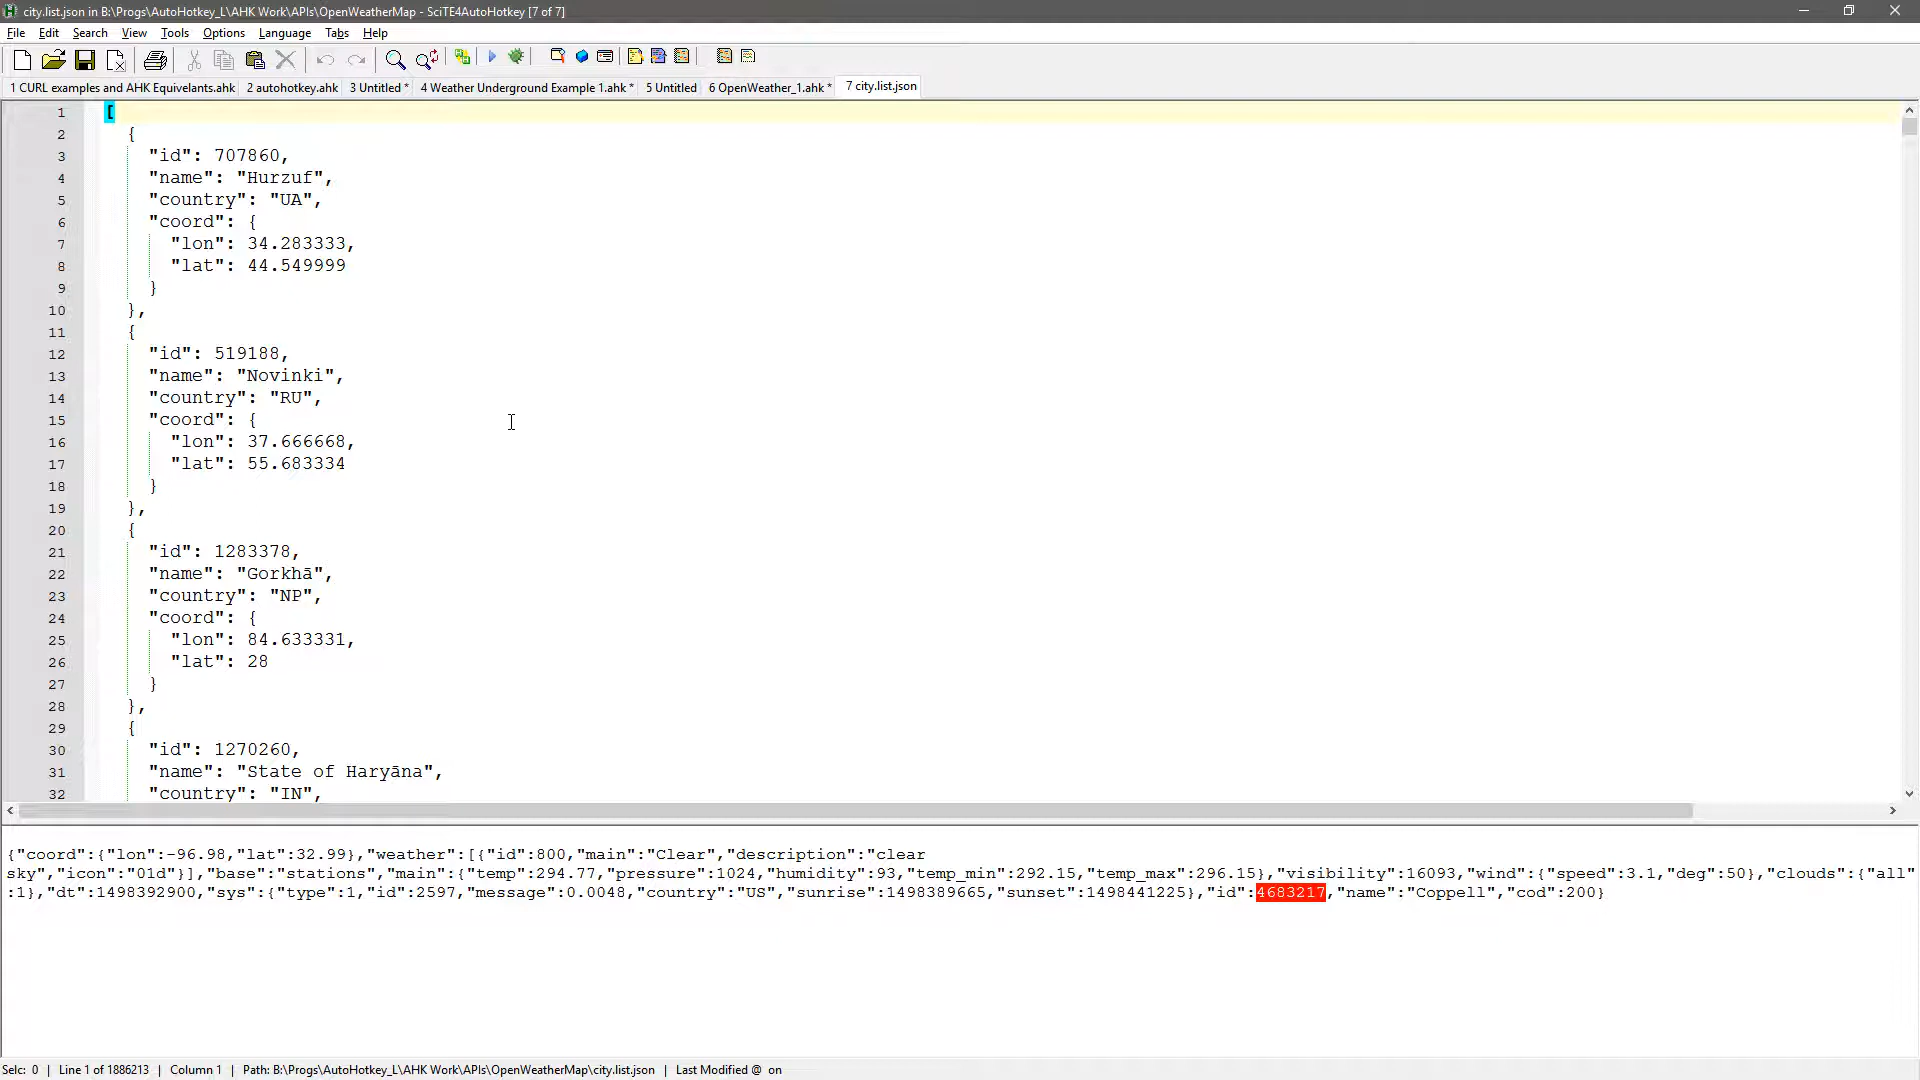 city.list.json in B:\Progs\AutoHotkey_L\AHK Work\APIs\OpenWeatherMap - SciTE4AutoHotkey [7 of 7]
File Edit Search View Tools Options Language Tabs Help
1 CURL examples and AHK Equivelants.ahk 2 autohotkey.ahk 3 Untitled * 4 Weather Underground Example 1.ahk * 5 Untitled 6 OpenWeather_1.ahk * 7 city.list.json
1 [
2 {
3 "id": 707860,
4 "name": "Hurzuf",
5 "country": "UA",
6 "coord": {
7 "lon": 34.283333,
8 "lat": 44.549999
9 }
10 },
11 {
12 "id": 519188,
13 "name": "Novinki",
14 "country": "RU",
15 "coord": {
16 "lon": 37.666668,
17 "lat": 55.683334
18 }
19 },
20 {
21 "id": 1283378,
22 "name": "Gorkhā",
23 "country": "NP",
24 "coord": {
25 "lon": 84.633331,
26 "lat": 28
27 }
28 },
29 {
30 "id": 1270260,
31 "name": "State of Haryāna",
32 "country": "IN",
{"coord":{"lon":-96.98,"lat":32.99},"weather":[{"id":800,"main":"Clear","description":"clear
sky","icon":"01d"}],"base":"stations","main":{"temp":294.77,"pressure":1024,"humidity":93,"temp_min":292.15,"temp_max":296.15},"visibility":16093,"wind":{"speed":3.1,"deg":50},"clouds":{"all"
:1},"dt":1498392900,"sys":{"type":1,"id":2597,"message":0.0048,"country":"US","sunrise":1498389665,"sunset":1498441225},"id":4683217,"name":"Coppell","cod":200}
Selc: 0 | Line 1 of 1886213 | Column 1 | Path: B:\Progs\AutoHotkey_L\AHK Work\APIs\OpenWeatherMap\city.list.json | Last Modified @ on